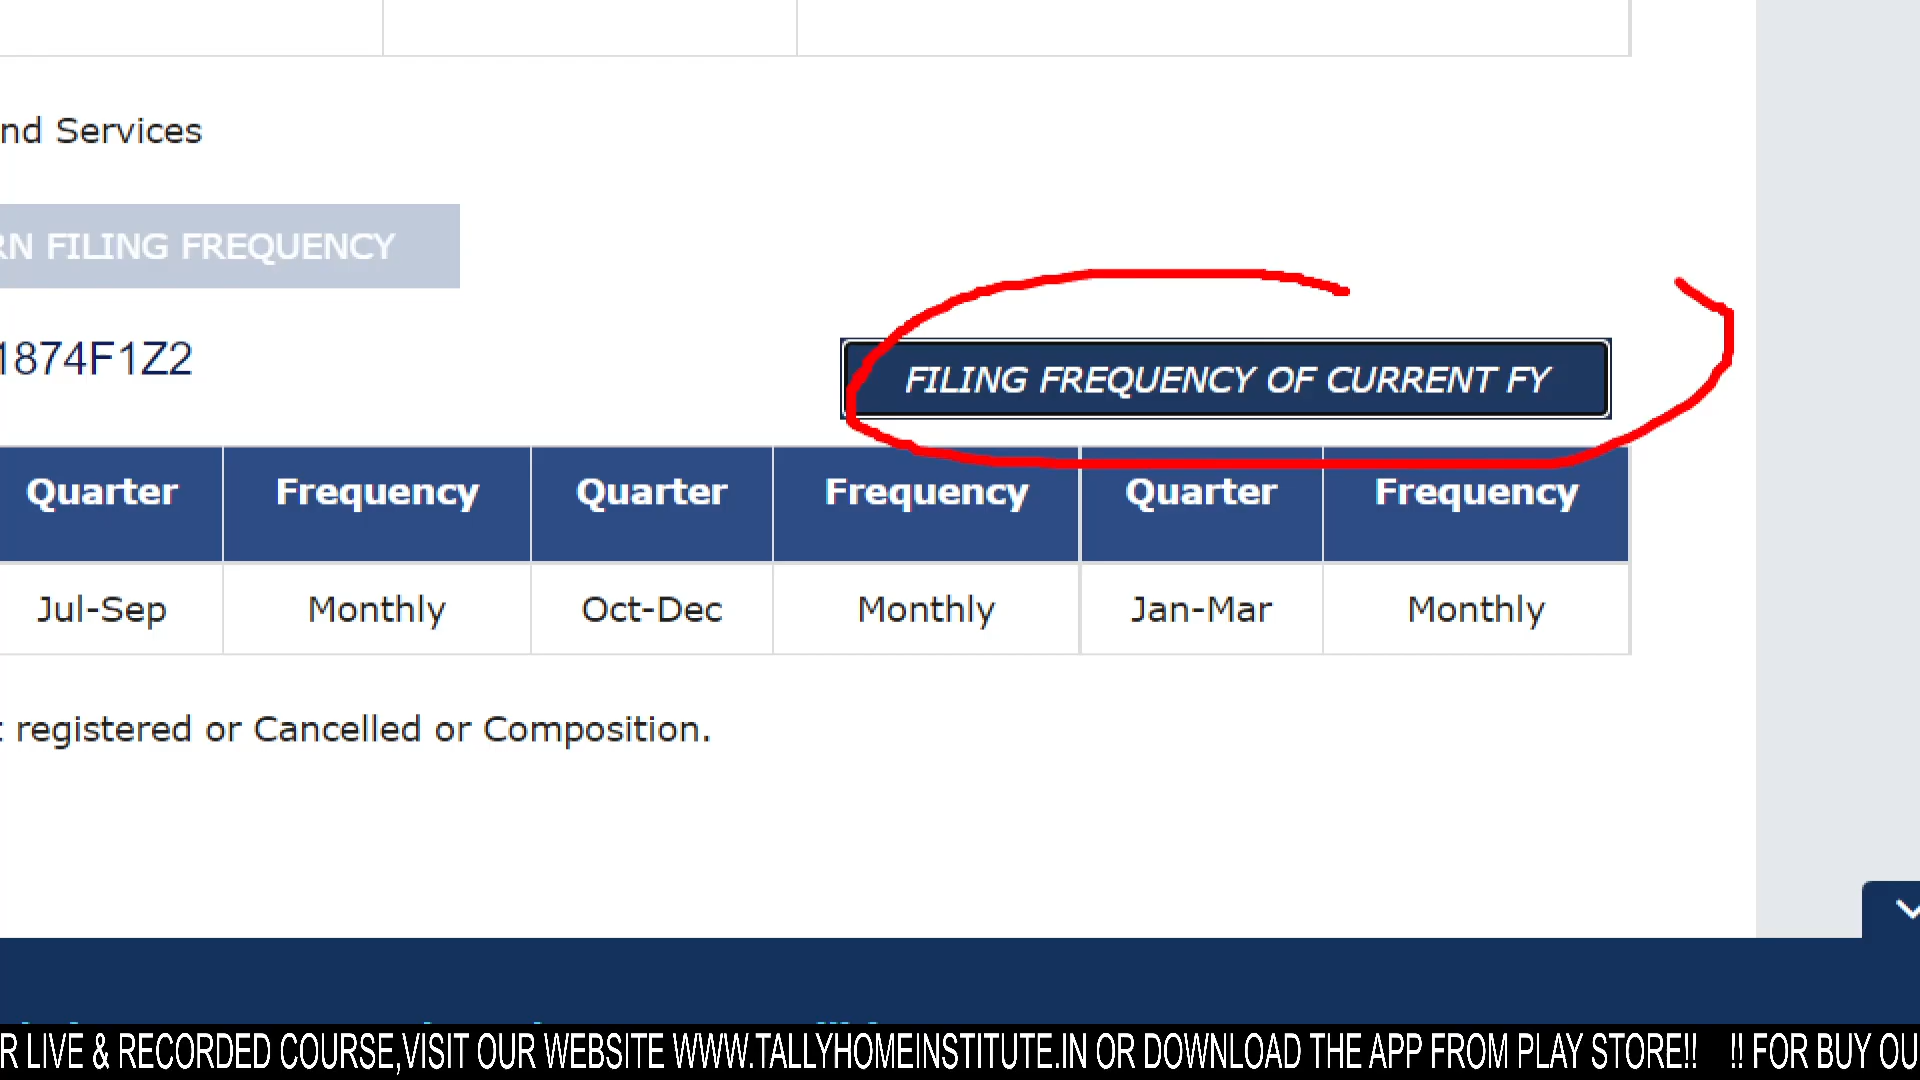 nd Services
RN FILING FREQUENCY
1874F1Z2
FILING FREQUENCY OF CURRENT FY
Quarter Frequency Quarter Frequency Quarter Frequency
Jul-Sep Monthly Oct-Dec Monthly Jan-Mar Monthly
registered or Cancelled or Composition.
R LIVE & RECORDED COURSE,VISIT OUR WEBSITE WWW.TALLYHOMEINSTITUTE.IN OR DOWNLOAD THE APP FROM PLAY STORE!! !! FOR BUY OU